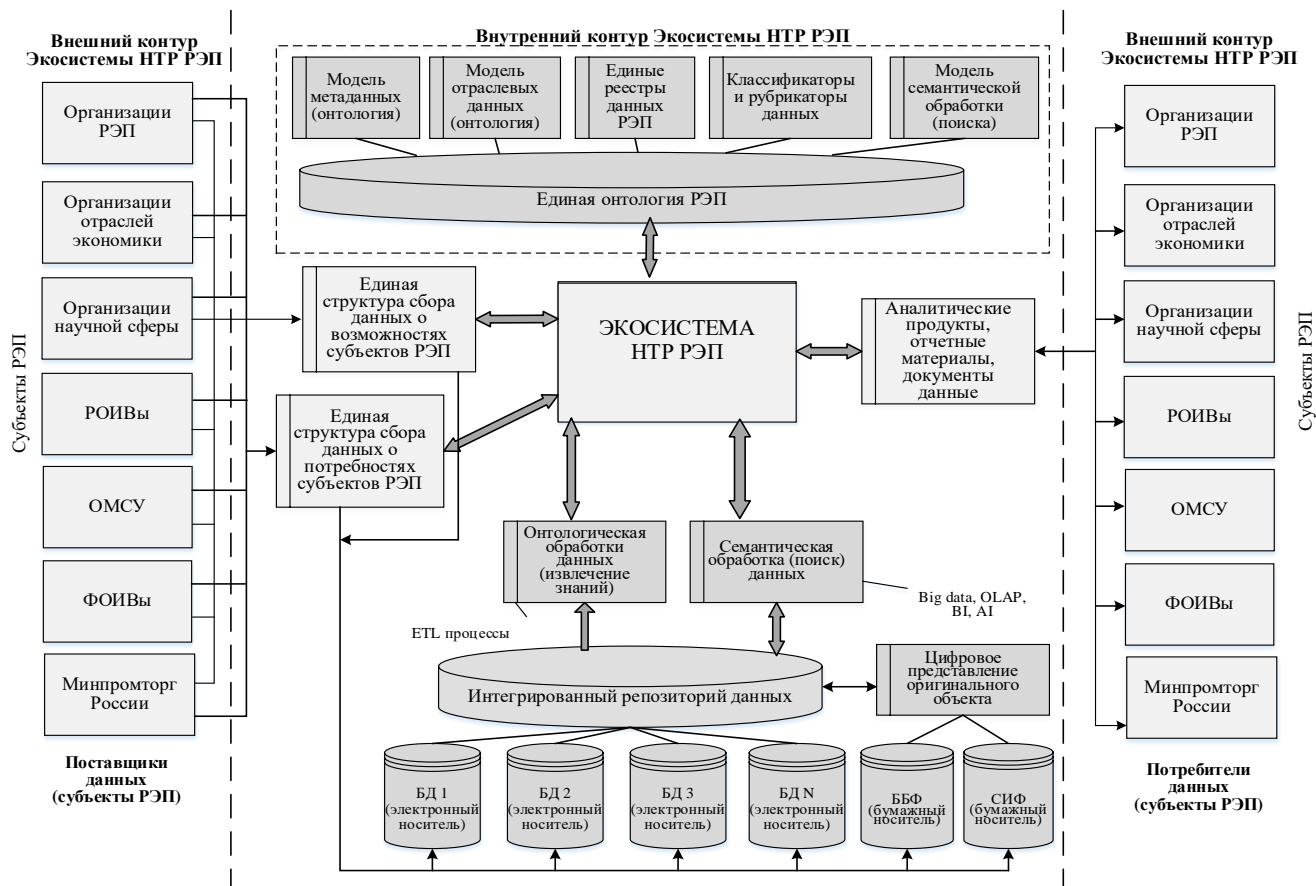 Внешний контур
Экосистемы НТР РЭП
Организации
РЭП
Организации
отраслей
экономики
Организации
научной сферы
РОИВы
ОМСУ
ФОИВы
Минпромторг
России
Субъекты РЭП
Поставщики
данных
(субъекты РЭП)
Внутренний контур Экосистемы НТР РЭП
Модель
метаданных
(онтология)
Модель
отраслевых
данных
(онтология)
Единые
реестры
данных
РЭП
Классификаторы
и рубрикаторы
данных
Модель
семантической
обработки
(поиска)
Единая онтология РЭП
Единая
структура сбора
данных о
возможностях
субъектов РЭП
ЭКОСИСТЕМА
НТР РЭП
Аналитические
продукты,
отчетные
материалы,
документы
данные
Единая
структура сбора
данных о
потребностях
субъектов РЭП
Онтологическая
обработки
данных
(извлечение
знаний)
Семантическая
обработка (поиск)
данных
ETL процессы
Big data, OLAP,
BI, AI
Интегрированный репозиторий данных
Цифровое
представление
оригинального
объекта
БД 1
(электронный
носитель)
БД 2
(электронный
носитель)
БД 3
(электронный
носитель)
БД N
(электронный
носитель)
ББФ
(бумажный
носитель)
СИФ
(бумажный
носитель)
Внешний контур
Экосистемы НТР РЭП
Организации
РЭП
Организации
отраслей
экономики
Организации
научной сферы
РОИВы
ОМСУ
ФОИВы
Минпромторг
России
Субъекты РЭП
Потребители
данных
(субъекты РЭП)